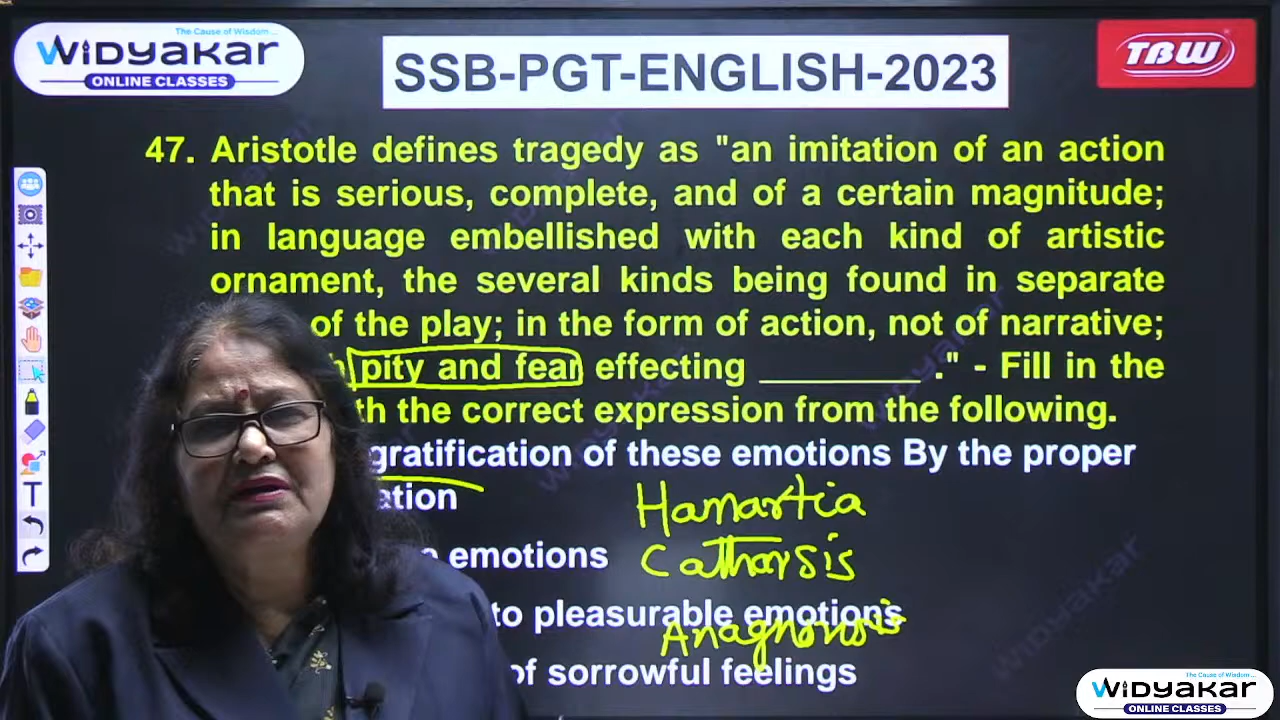 The Cause of Wisdom...
WIDYAKAR
ONLINE CLASSES
SSB-PGT-ENGLISH-2023
TBW
47. Aristotle defines tragedy as "an imitation of an action
that is serious, complete, and of a certain magnitude;
in language embellished with each kind of artistic
ornament, the several kinds being found in separate
of the play; in the form of action, not of narrative;
pity and fear effecting _________ ." - Fill in the
the correct expression from the following.
gratification of these emotions By the proper
Hamartia
emotions
Catharsis
to pleasurable emotions
of sorrowful feelings
T
The Cause of Wisdom...
WIDYAKAR
ONLINE CLASSES